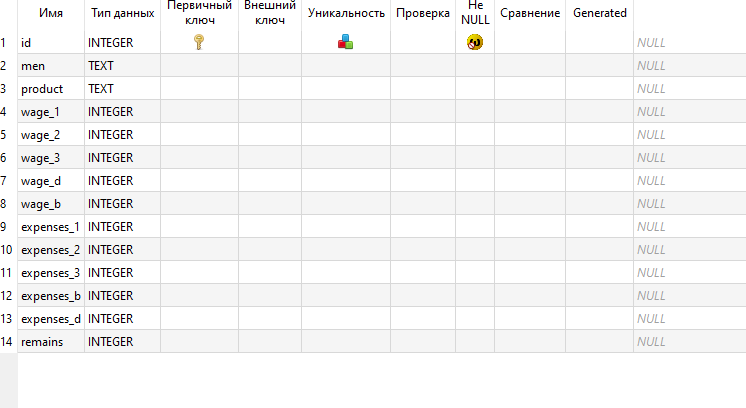 Имя Тип данных Первичный ключ Внешний ключ Уникальность Проверка Не NULL Сравнение Generated
1 id INTEGER NULL
2 men TEXT NULL
3 product TEXT NULL
4 wage_1 INTEGER NULL
5 wage_2 INTEGER NULL
6 wage_3 INTEGER NULL
7 wage_d INTEGER NULL
8 wage_b INTEGER NULL
9 expenses_1 INTEGER NULL
10 expenses_2 INTEGER NULL
11 expenses_3 INTEGER NULL
12 expenses_b INTEGER NULL
13 expenses_d INTEGER NULL
14 remains INTEGER NULL